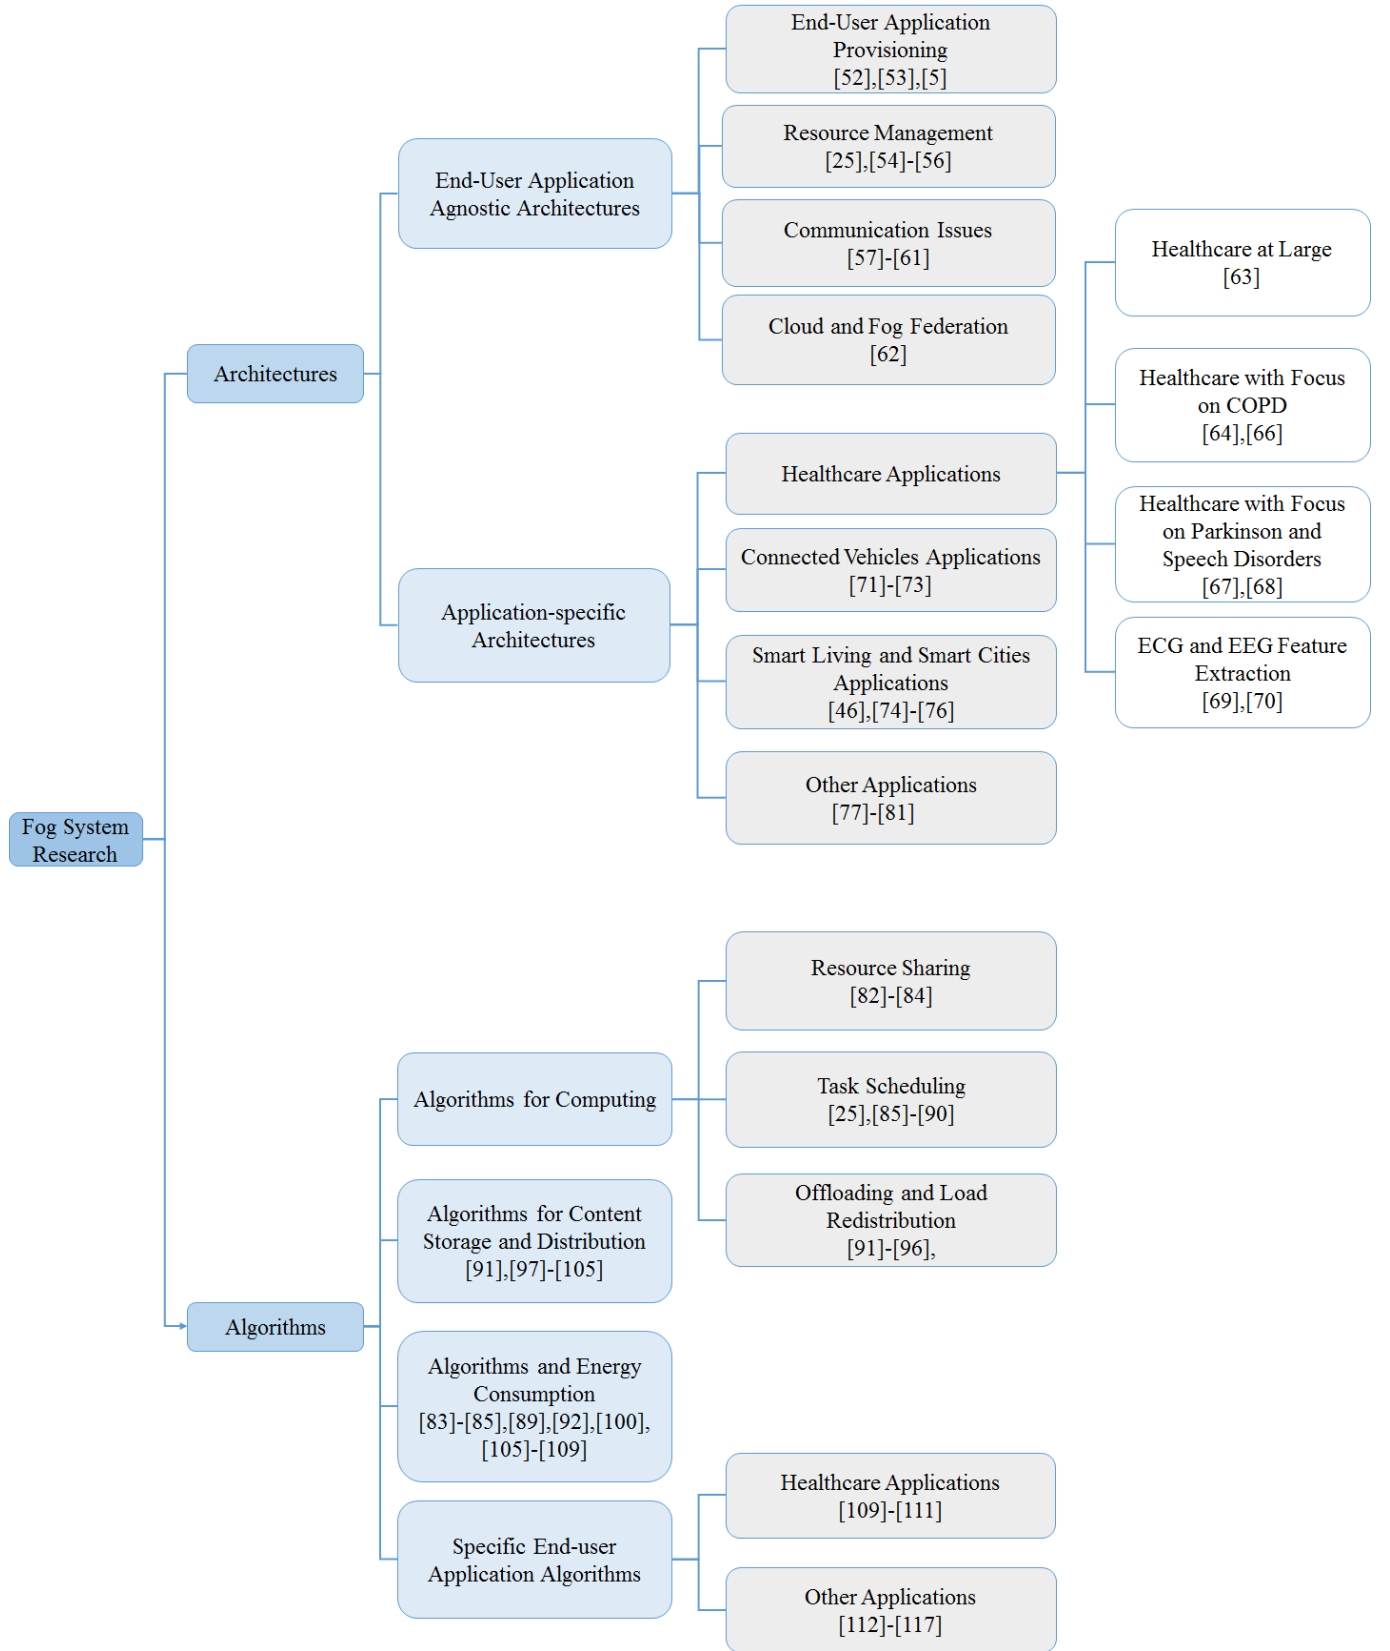 End-User Application
Provisioning
[52],[53],[5]
Resource Management
[25],[54]-[56]
End-User Application
Agnostic Architectures
Communication Issues
[57]-[61]
Cloud and Fog Federation
[62]
Healthcare at Large
[63]
Architectures
Healthcare with Focus
on COPD
[64],[66]
Healthcare Applications
Healthcare with Focus
on Parkinson and
Speech Disorders
[67],[68]
Connected Vehicles Applications
[71]-[73]
Application-specific
Architectures
Smart Living and Smart Cities
Applications
[46],[74]-[76]
ECG and EEG Feature
Extraction
[69],[70]
Other Applications
[77]-[81]
Fog System
Research
Resource Sharing
[82]-[84]
Algorithms for Computing
Task Scheduling
[25],[85]-[90]
Offloading and Load
Redistribution
[91]-[96],
Algorithms for Content
Storage and Distribution
[91],[97]-[105]
Algorithms
Algorithms and Energy
Consumption
[83]-[85],[89],[92],[100],
[105]-[109]
Healthcare Applications
[109]-[111]
Specific End-user
Application Algorithms
Other Applications
[112]-[117]